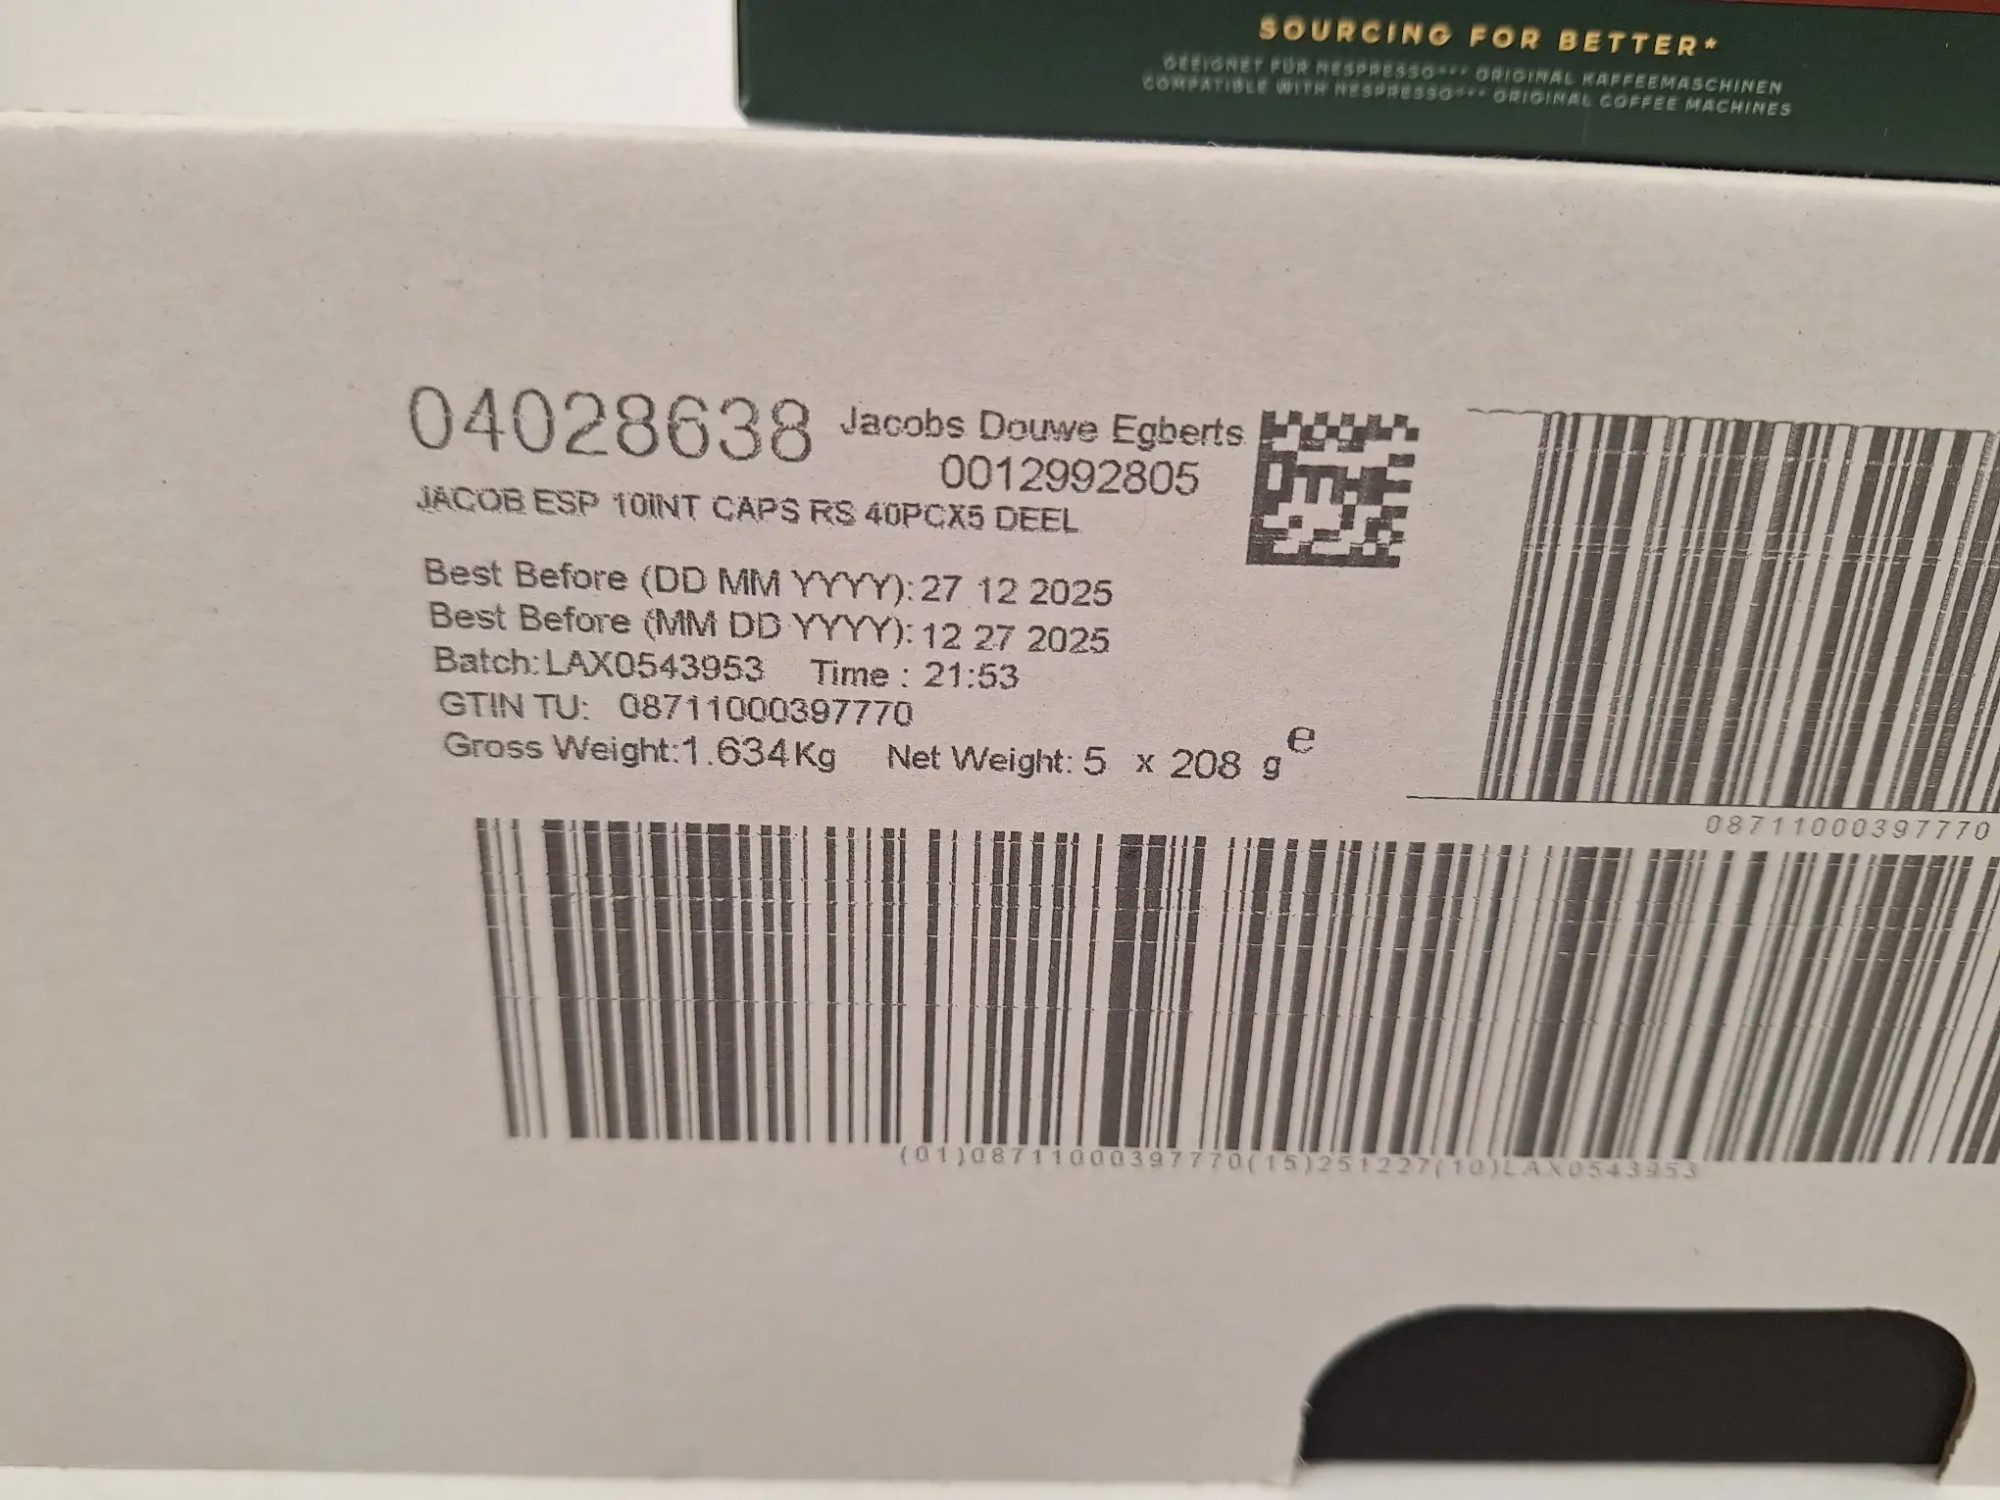 SOURCING FOR BETTER*
GEEIGNET FÜR NESPRESSO*** ORIGINAL KAFFEEMASCHINEN
COMPATIBLE WITH NESPRESSO*** ORIGINAL COFFEE MACHINES
04028638 Jacobs Douwe Egberts
0012992805
JACOB ESP 10INT CAPS RS 40PCX5 DEEL
Best Before (DD MM YYYY): 27 12 2025
Best Before (MM DD YYYY): 12 27 2025
Batch: LAX0543953 Time : 21:53
GTIN TU: 08711000397770
Gross Weight: 1.634Kg Net Weight: 5 x 208 g e
08711000397770
(01)08711000397770(15)251227(10)LAX0543953